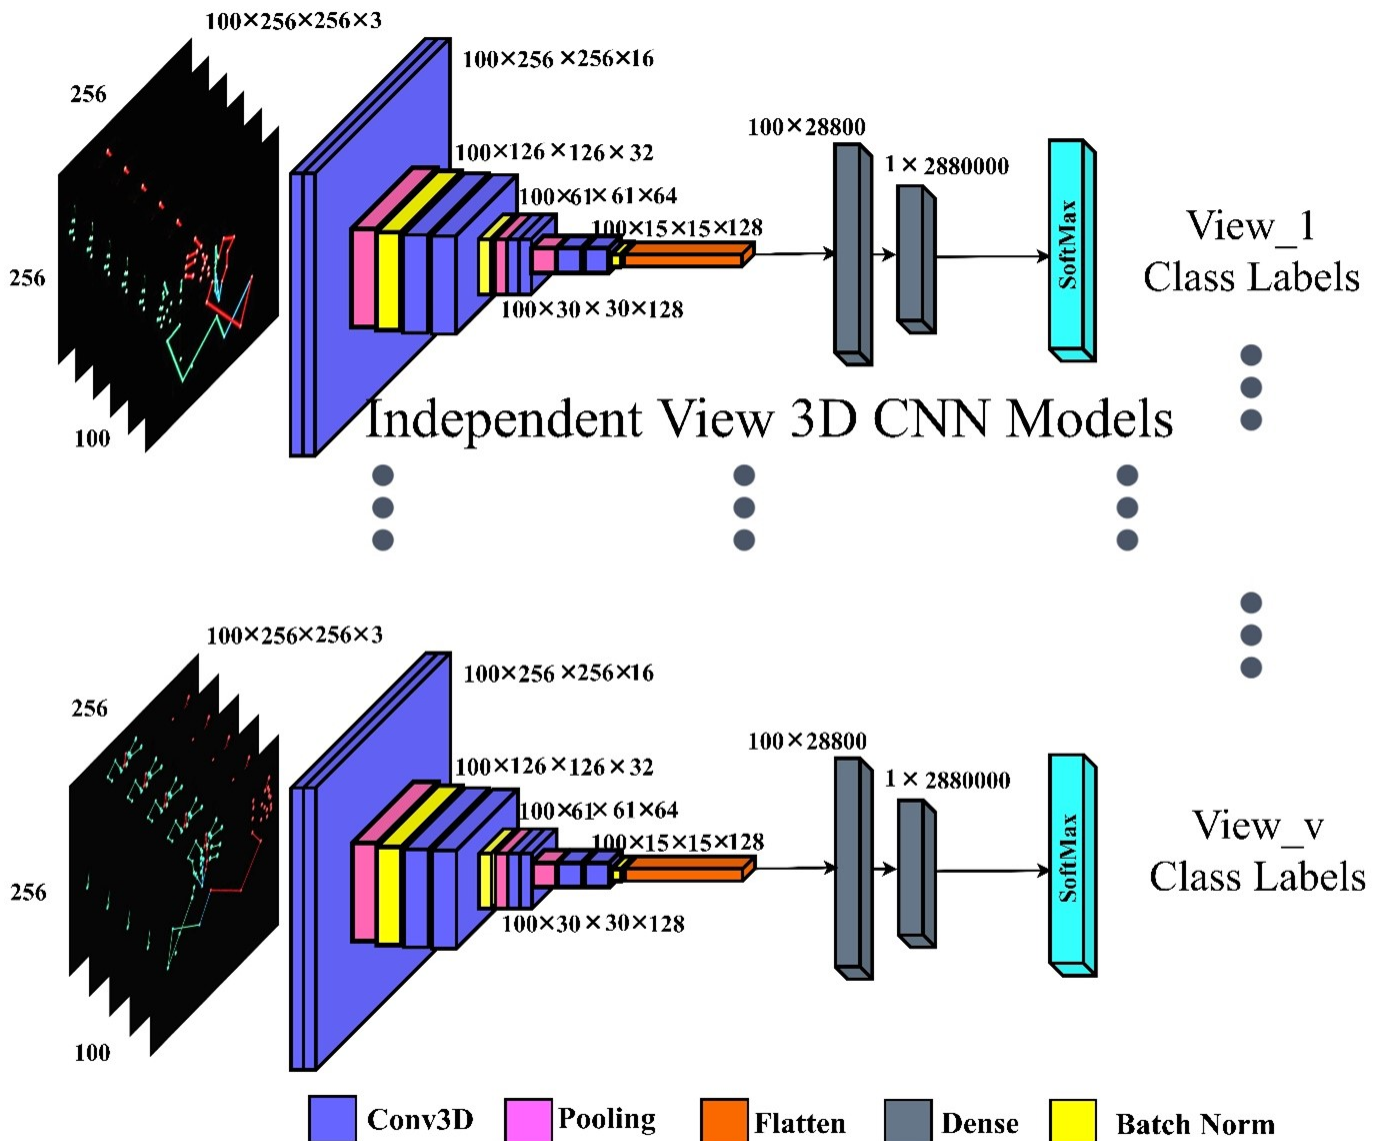 100×256×256×3
256
256
100
100×256 ×256×16
100×126 ×126 × 32
100×61× 61×64
100×15×15×128
100×30 × 30×128
100×28800
1 × 2880000
SoftMax
View_1
Class Labels
Independent View 3D CNN Models
100×256×256×3
256
256
100
100×256 ×256×16
100×126 ×126 × 32
100×61× 61×64
100×15×15×128
100×30 × 30×128
100×28800
1 × 2880000
SoftMax
View_v
Class Labels
Conv3D
Pooling
Flatten
Dense
Batch Norm